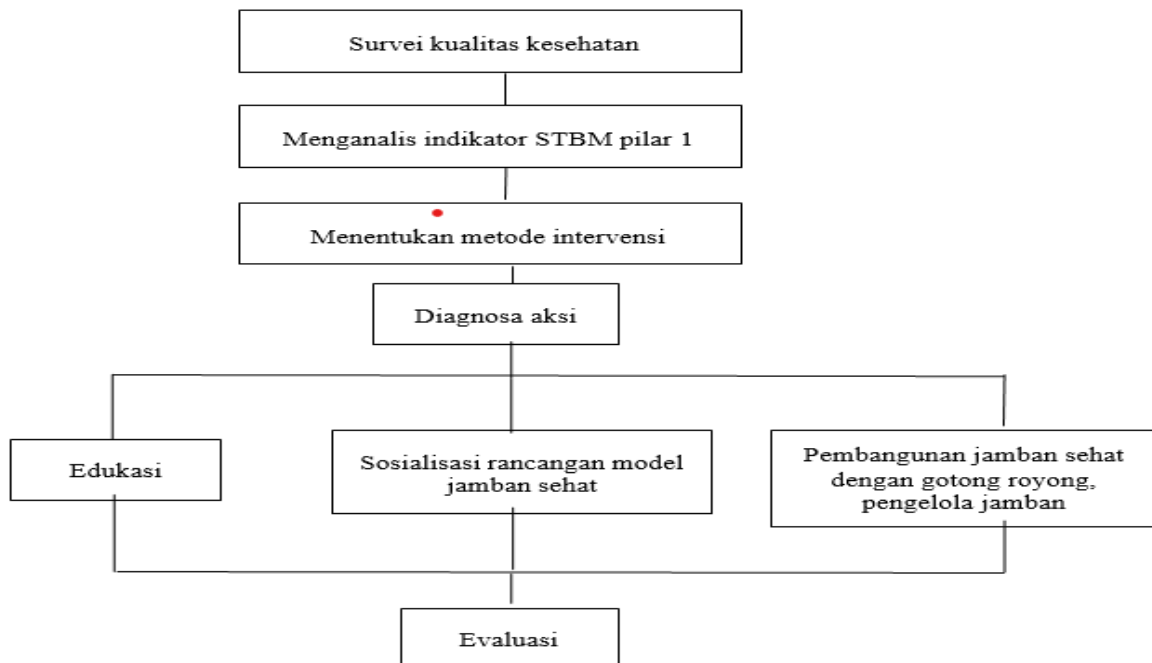 Survei kualitas kesehatan
Menganalis indikator STBM pilar 1
Menentukan metode intervensi
Diagnosa aksi
Edukasi
Sosialisasi rancangan model
jamban sehat
Pembangunan jamban sehat
dengan gotong royong,
pengelola jamban
Evaluasi